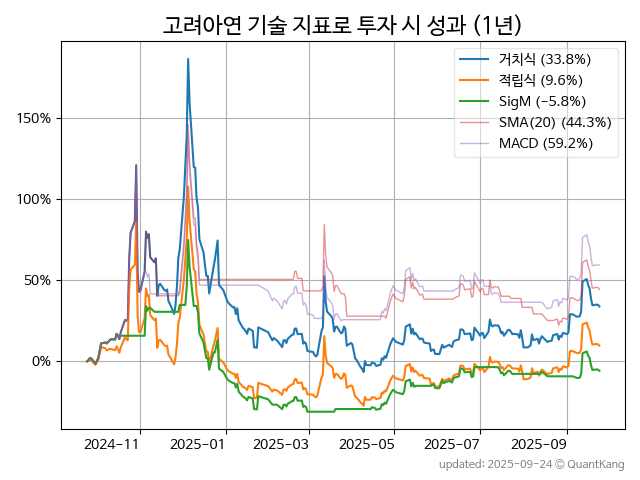 고려아연 기술 지표로 투자 시 성과 (1년)
거치식 (33.8%)
적립식 (9.6%)
SigM (−5.8%)
SMA(20) (44.3%)
MACD (59.2%)
150%
100%
50%
0%
2024−11 2025−01 2025−03 2025−05 2025−07 2025−09
updated: 2025-09-24 ⓒ QuantKang